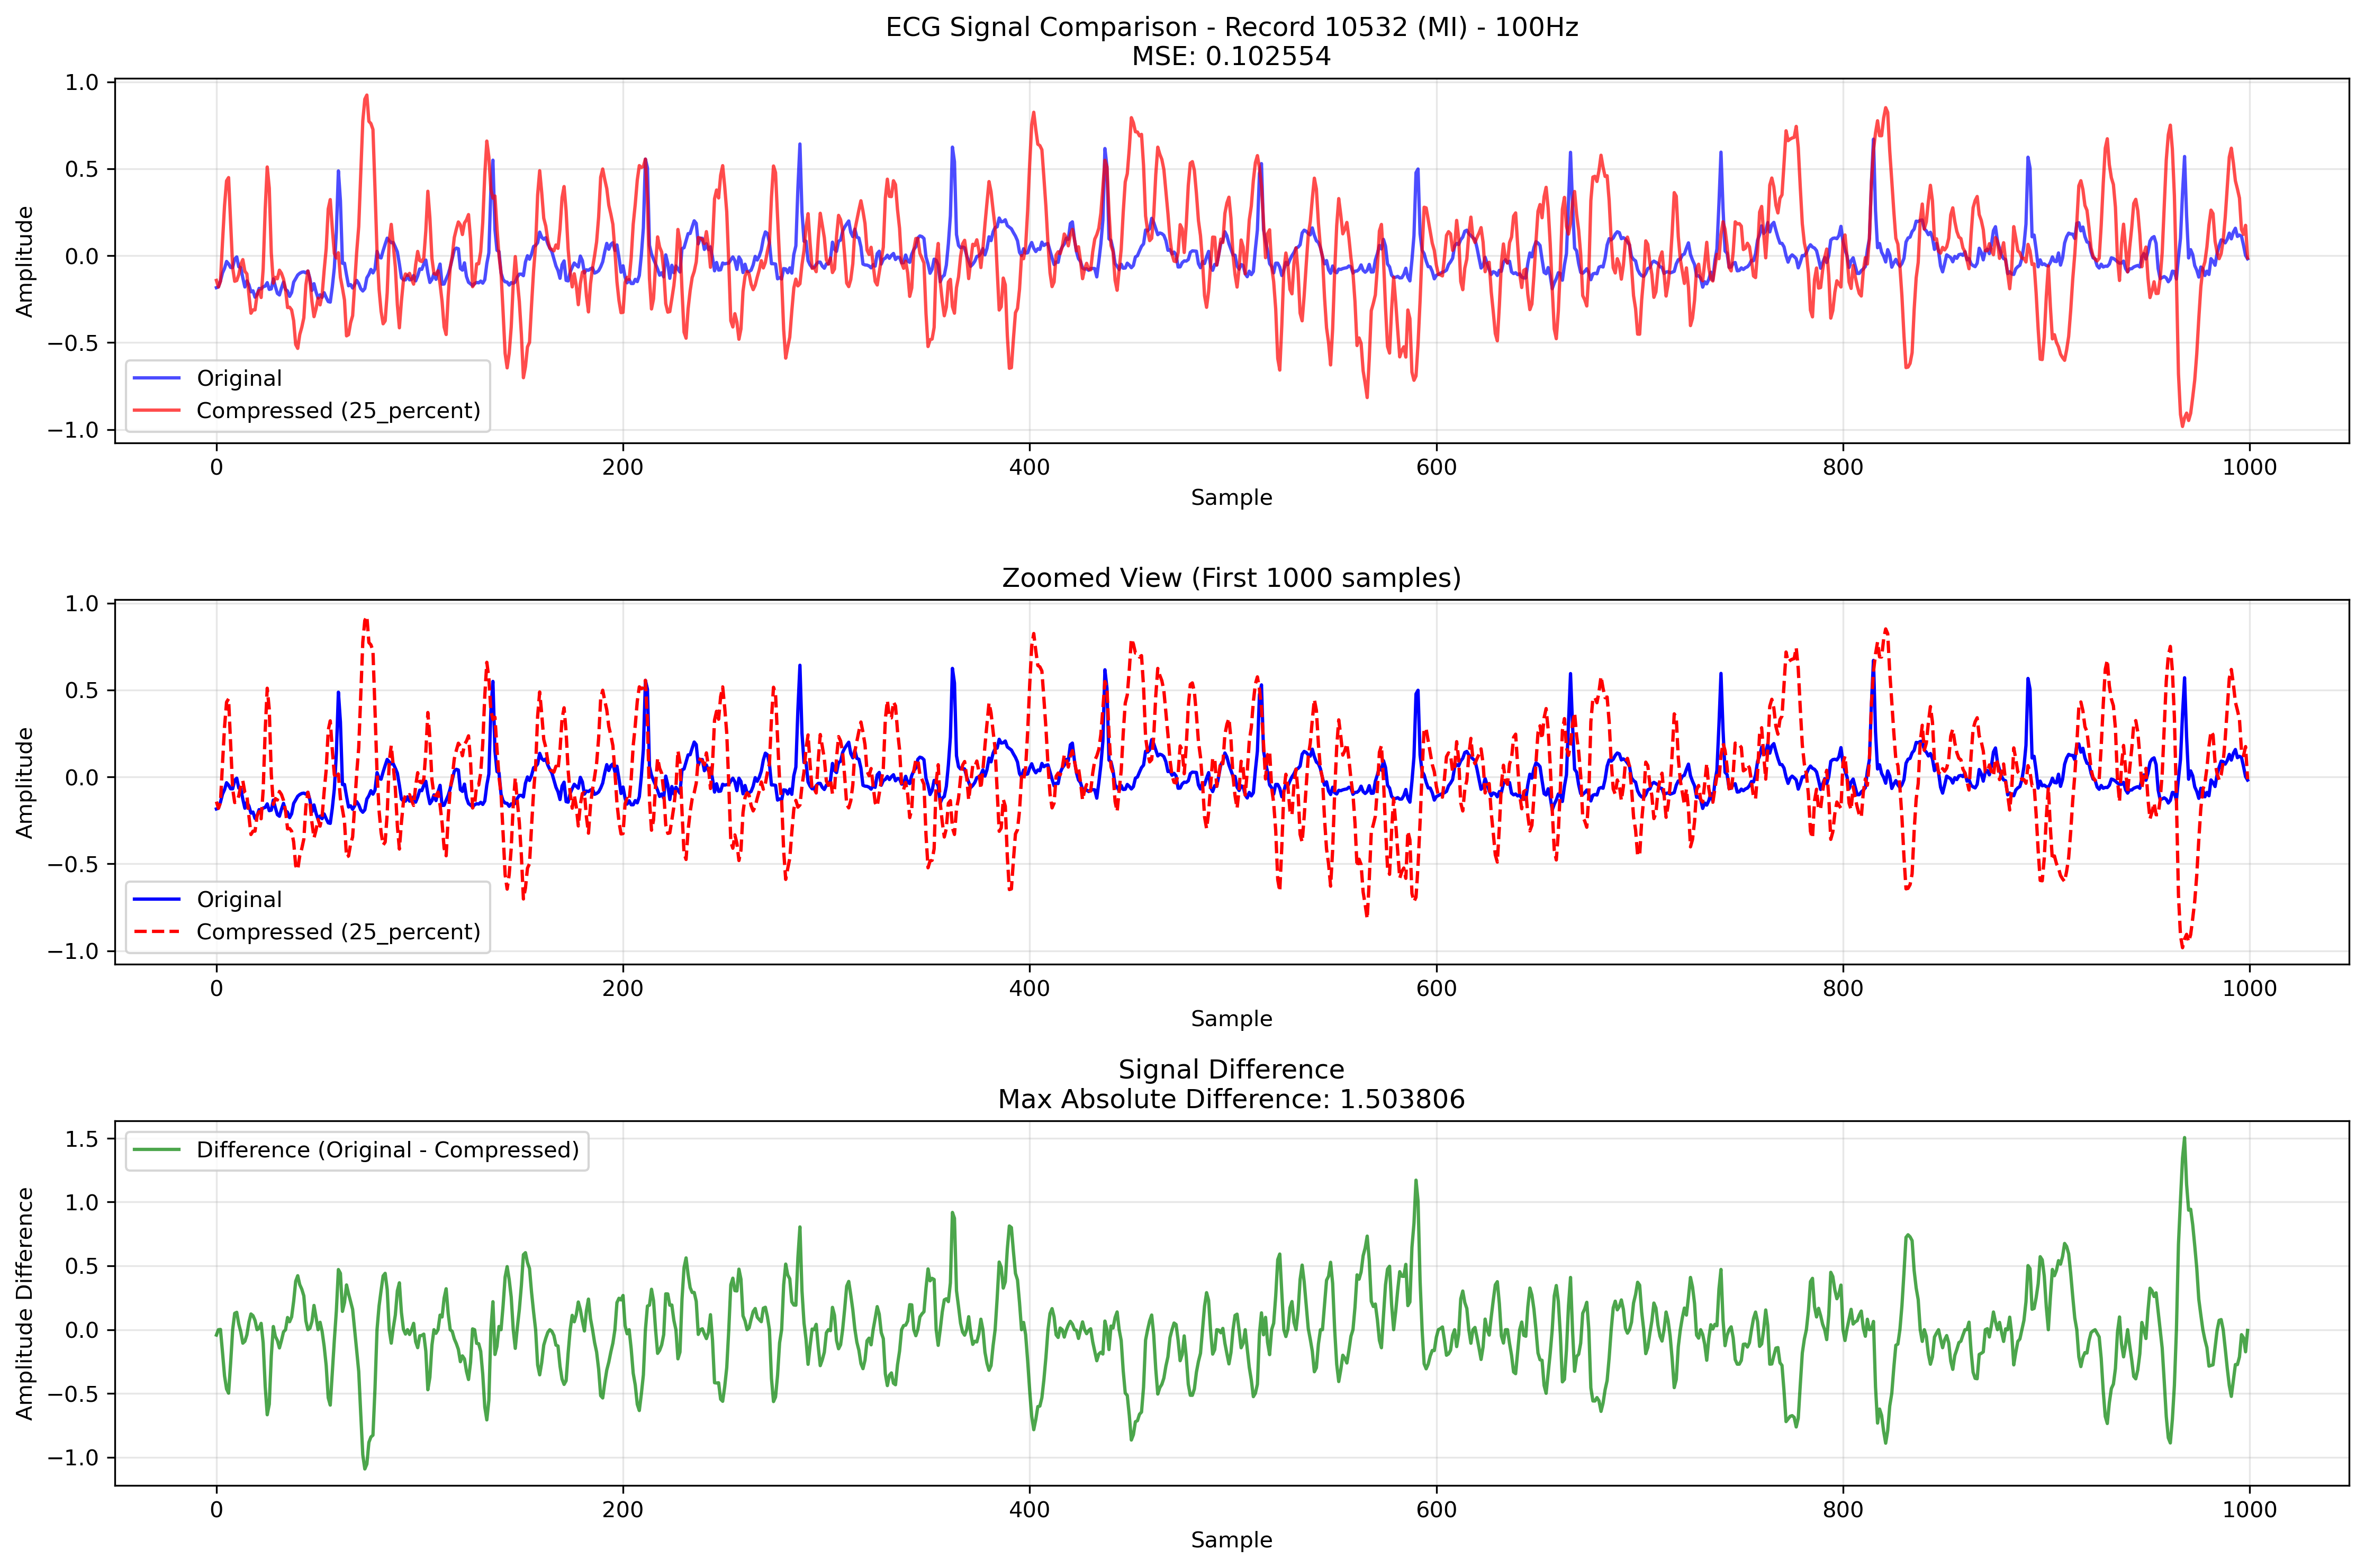 ECG Signal Comparison - Record 10532 (MI) - 100Hz
MSE: 0.102554
Amplitude
1.0
0.5
0.0
−0.5
−1.0
Original
Compressed (25_percent)
0 200 400 600 800 1000
Sample
Zoomed View (First 1000 samples)
Amplitude
1.0
0.5
0.0
−0.5
−1.0
Original
Compressed (25_percent)
0 200 400 600 800 1000
Sample
Signal Difference
Max Absolute Difference: 1.503806
Amplitude Difference
1.5
1.0
0.5
0.0
−0.5
−1.0
Difference (Original - Compressed)
0 200 400 600 800 1000
Sample